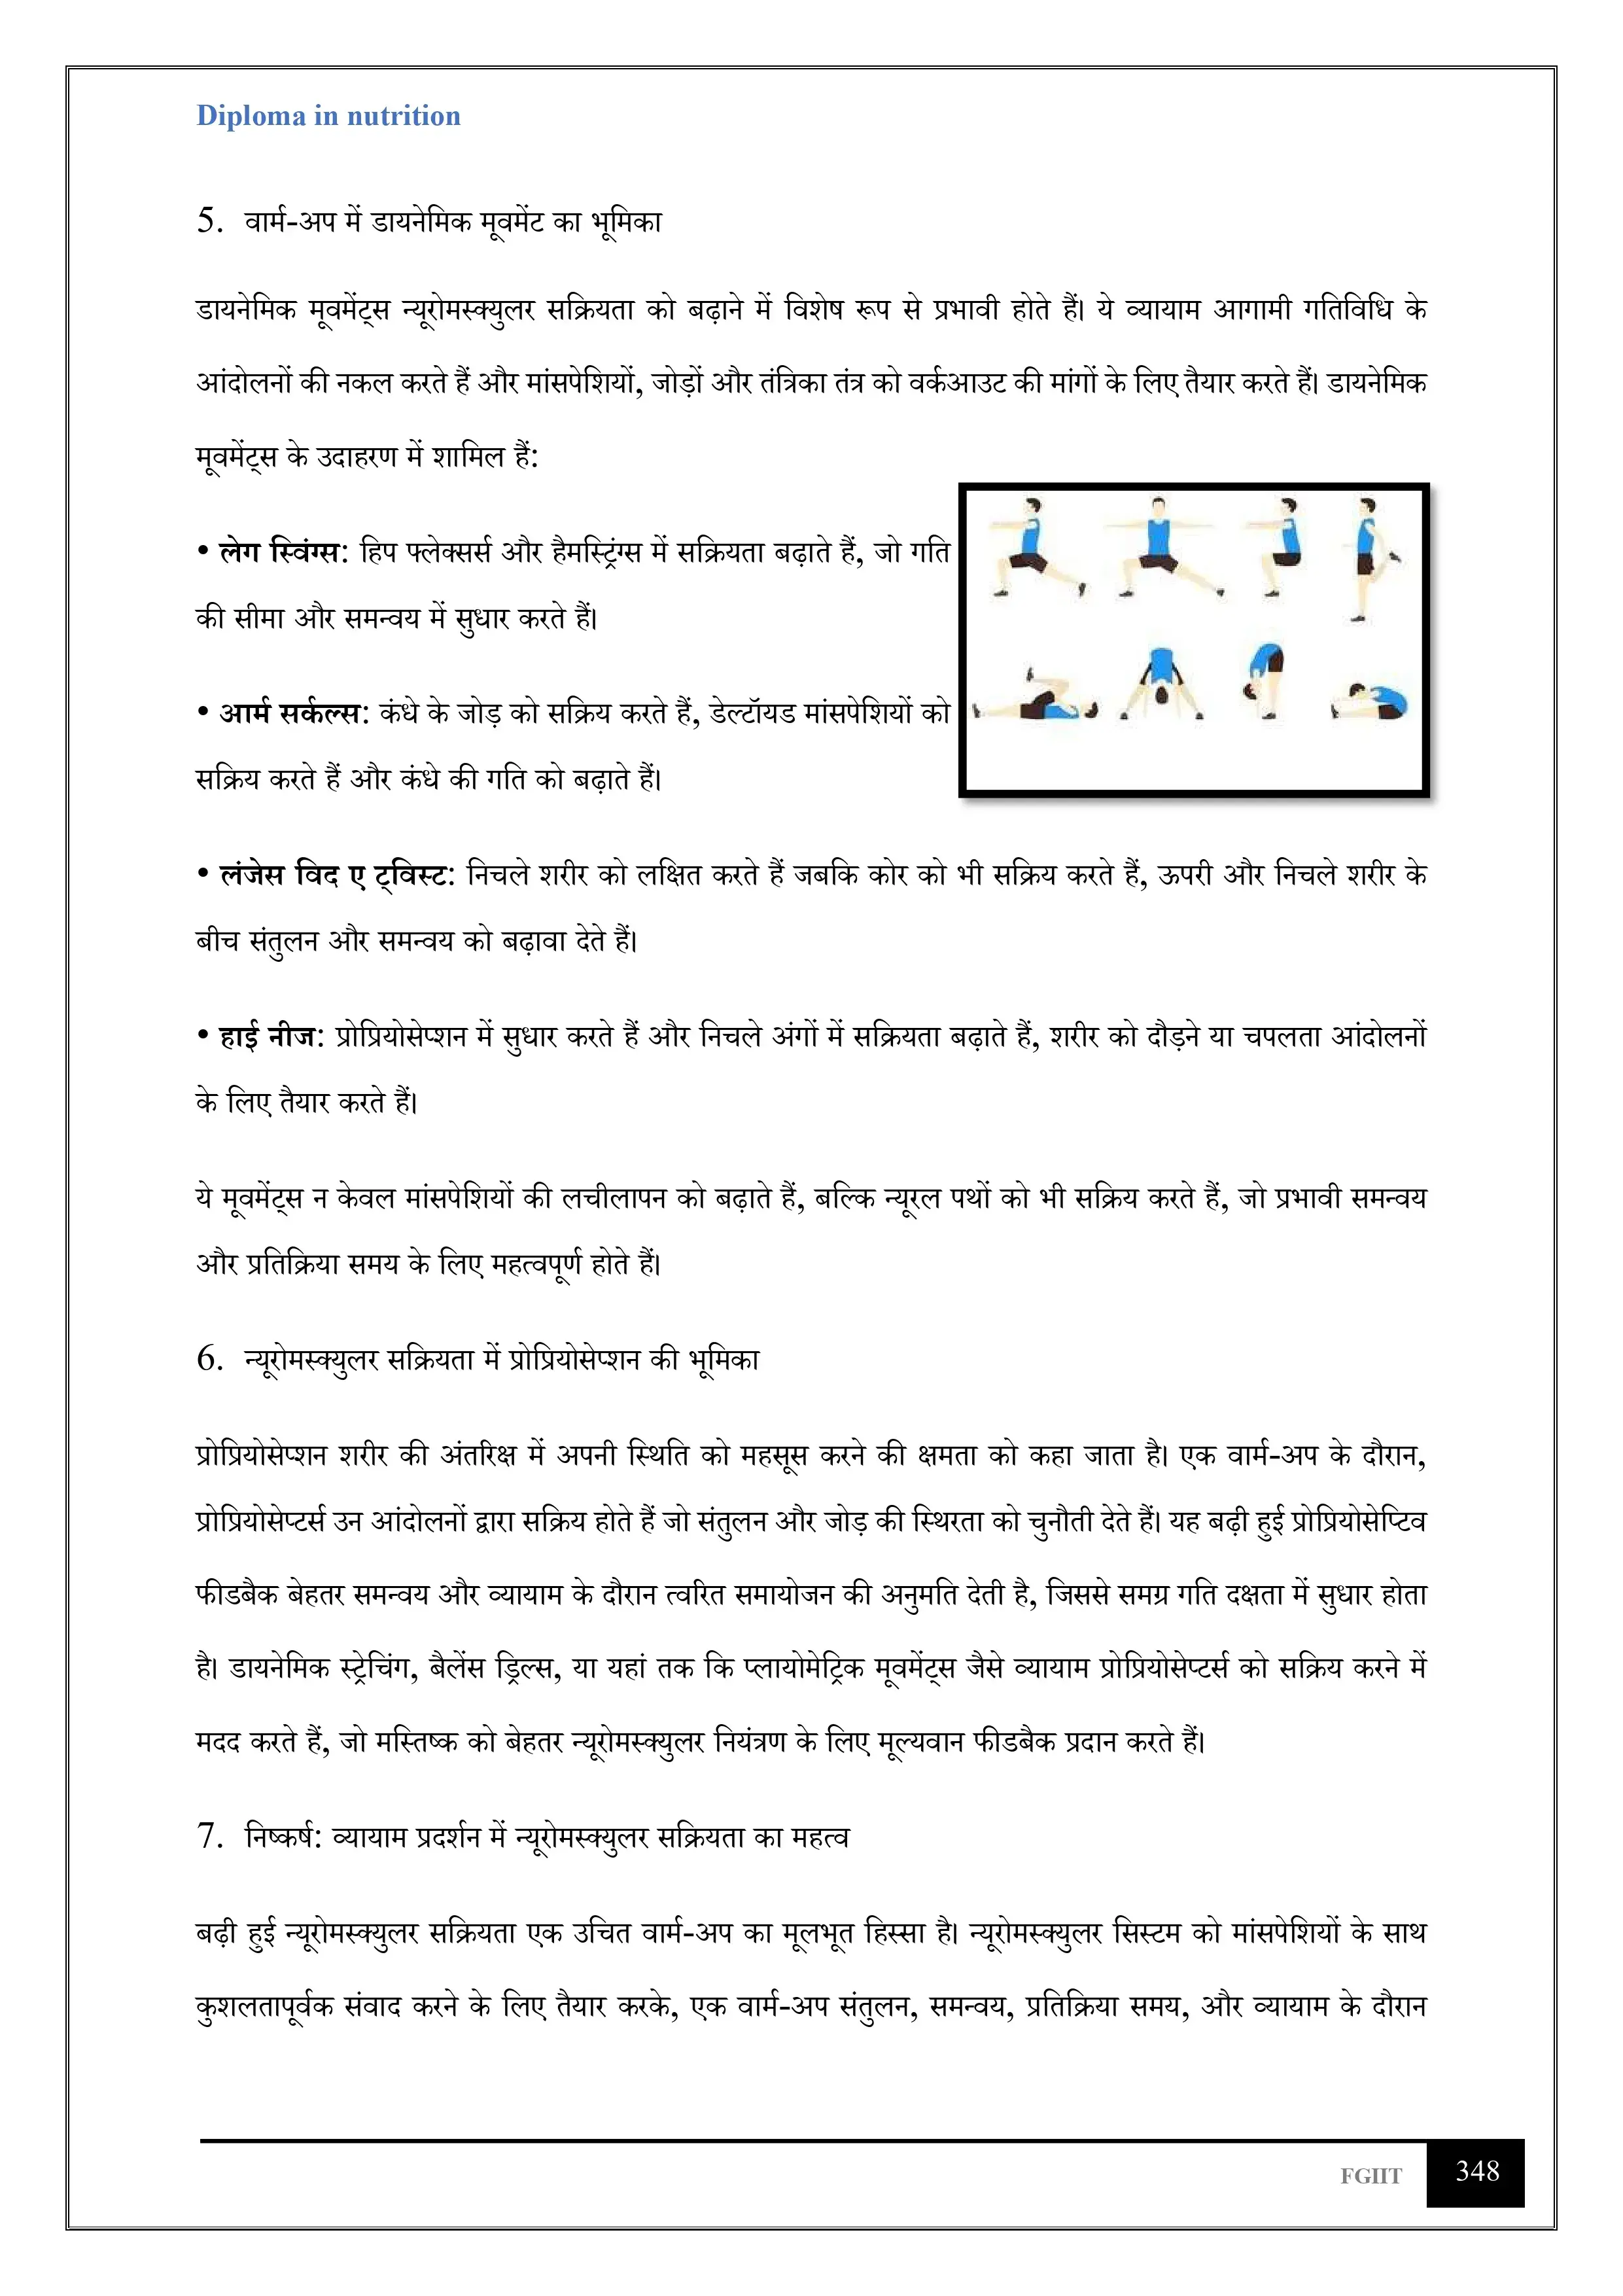 Diploma in nutrition
5. वार्म-अप में डायनेमिक मूवमेंट का भूमिका
डायनेमिक मूवमेंट्स न्यूरोमस्क्युलर सक्रियता को बढ़ाने में विशेष रूप से प्रभावी होते हैं। ये व्यायाम आगामी गतिविधि के
आंदोलनों की नकल करते हैं और मांसपेशियों, जोड़ों और तंत्रिका तंत्र को वर्कआउट की मांगों के लिए तैयार करते हैं। डायनेमिक
मूवमेंट्स के उदाहरण में शामिल हैं:
• लेग स्विंग्स: हिप फ्लेक्सर्स और हैमस्ट्रिंग्स में सक्रियता बढ़ाते हैं, जो गति
की सीमा और समन्वय में सुधार करते हैं।
• आर्म सर्कल्स: कंधे के जोड़ को सक्रिय करते हैं, डेल्टॉयड मांसपेशियों को
सक्रिय करते हैं और कंधे की गति को बढ़ाते हैं।
• लंजेस विद ए ट्विस्ट: निचले शरीर को लक्षित करते हैं जबकि कोर को भी सक्रिय करते हैं, ऊपरी और निचले शरीर के
बीच संतुलन और समन्वय को बढ़ावा देते हैं।
• हाई नीज: प्रोप्रियोसेप्शन में सुधार करते हैं और निचले अंगों में सक्रियता बढ़ाते हैं, शरीर को दौड़ने या चपलता आंदोलनों
के लिए तैयार करते हैं।
ये मूवमेंट्स न केवल मांसपेशियों की लचीलापन को बढ़ाते हैं, बल्कि न्यूरल पथों को भी सक्रिय करते हैं, जो प्रभावी समन्वय
और प्रतिक्रिया समय के लिए महत्वपूर्ण होते हैं।
6. न्यूरोमस्क्युलर सक्रियता में प्रोप्रियोसेप्शन की भूमिका
प्रोप्रियोसेप्शन शरीर की अंतरिक्ष में अपनी स्थिति को महसूस करने की क्षमता को कहा जाता है। एक वार्म-अप के दौरान,
प्रोप्रियोसेप्टर्स उन आंदोलनों द्वारा सक्रिय होते हैं जो संतुलन और जोड़ की स्थिरता को चुनौती देते हैं। यह बढ़ी हुई प्रोप्रियोसेप्टिव
फीडबैक बेहतर समन्वय और व्यायाम के दौरान त्वरित समायोजन की अनुमति देती है, जिससे समग्र गति दक्षता में सुधार होता
है। डायनेमिक स्ट्रेचिंग, बैलेंस ड्रिल्स, या यहां तक कि प्लायोमेट्रिक मूवमेंट्स जैसे व्यायाम प्रोप्रियोसेप्टर्स को सक्रिय करने में
मदद करते हैं, जो मस्तिष्क को बेहतर न्यूरोमस्क्युलर नियंत्रण के लिए मूल्यवान फीडबैक प्रदान करते हैं।
7. निष्कर्ष: व्यायाम प्रदर्शन में न्यूरोमस्क्युलर सक्रियता का महत्व
बढ़ी हुई न्यूरोमस्क्युलर सक्रियता एक उचित वार्म-अप का मूलभूत हिस्सा है। न्यूरोमस्क्युलर सिस्टम को मांसपेशियों के साथ
कुशलतापूर्वक संवाद करने के लिए तैयार करके, एक वार्म-अप संतुलन, समन्वय, प्रतिक्रिया समय, और व्यायाम के दौरान
FGIIT 348